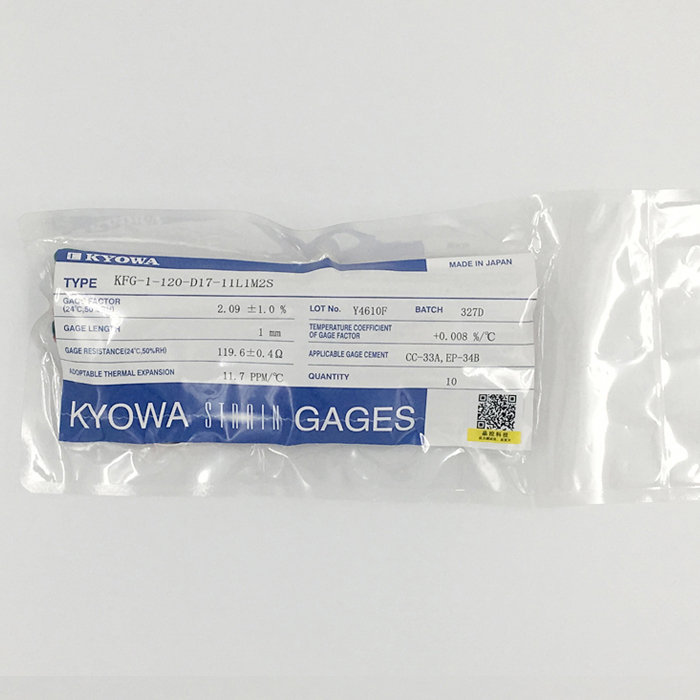 KYOWA
MADE IN JAPAN
TYPE KFG-1-120-D17-11L1M2S
GAGE FACTOR
(24℃,50%RH) 2.09 ±1.0 %
LOT No. Y4610F BATCH 327D
GAGE LENGTH 1 mm
TEMPERATURE COEFFICIENT
OF GAGE FACTOR +0.008 %/℃
GAGE RESISTANCE(24℃,50%RH) 119.6±0.4Ω
APPLICABLE GAGE CEMENT CC-33A,EP-34B
ADOPTABLE THERMAL EXPANSION 11.7 PPM/℃
QUANTITY 10
KYOWA STRAIN GAGES